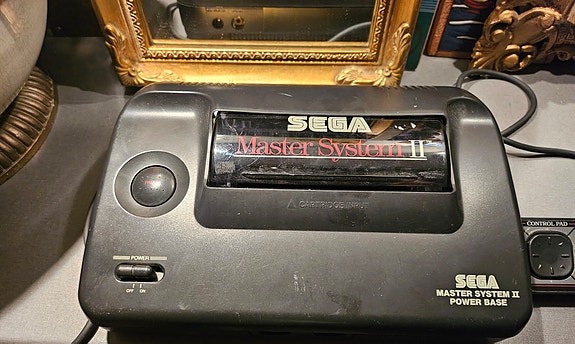 SEGA
Master System II
CARTRIDGE INPUT
POWER
OFF ON
SEGA
MASTER SYSTEM II
POWER BASE
CONTROL PAD